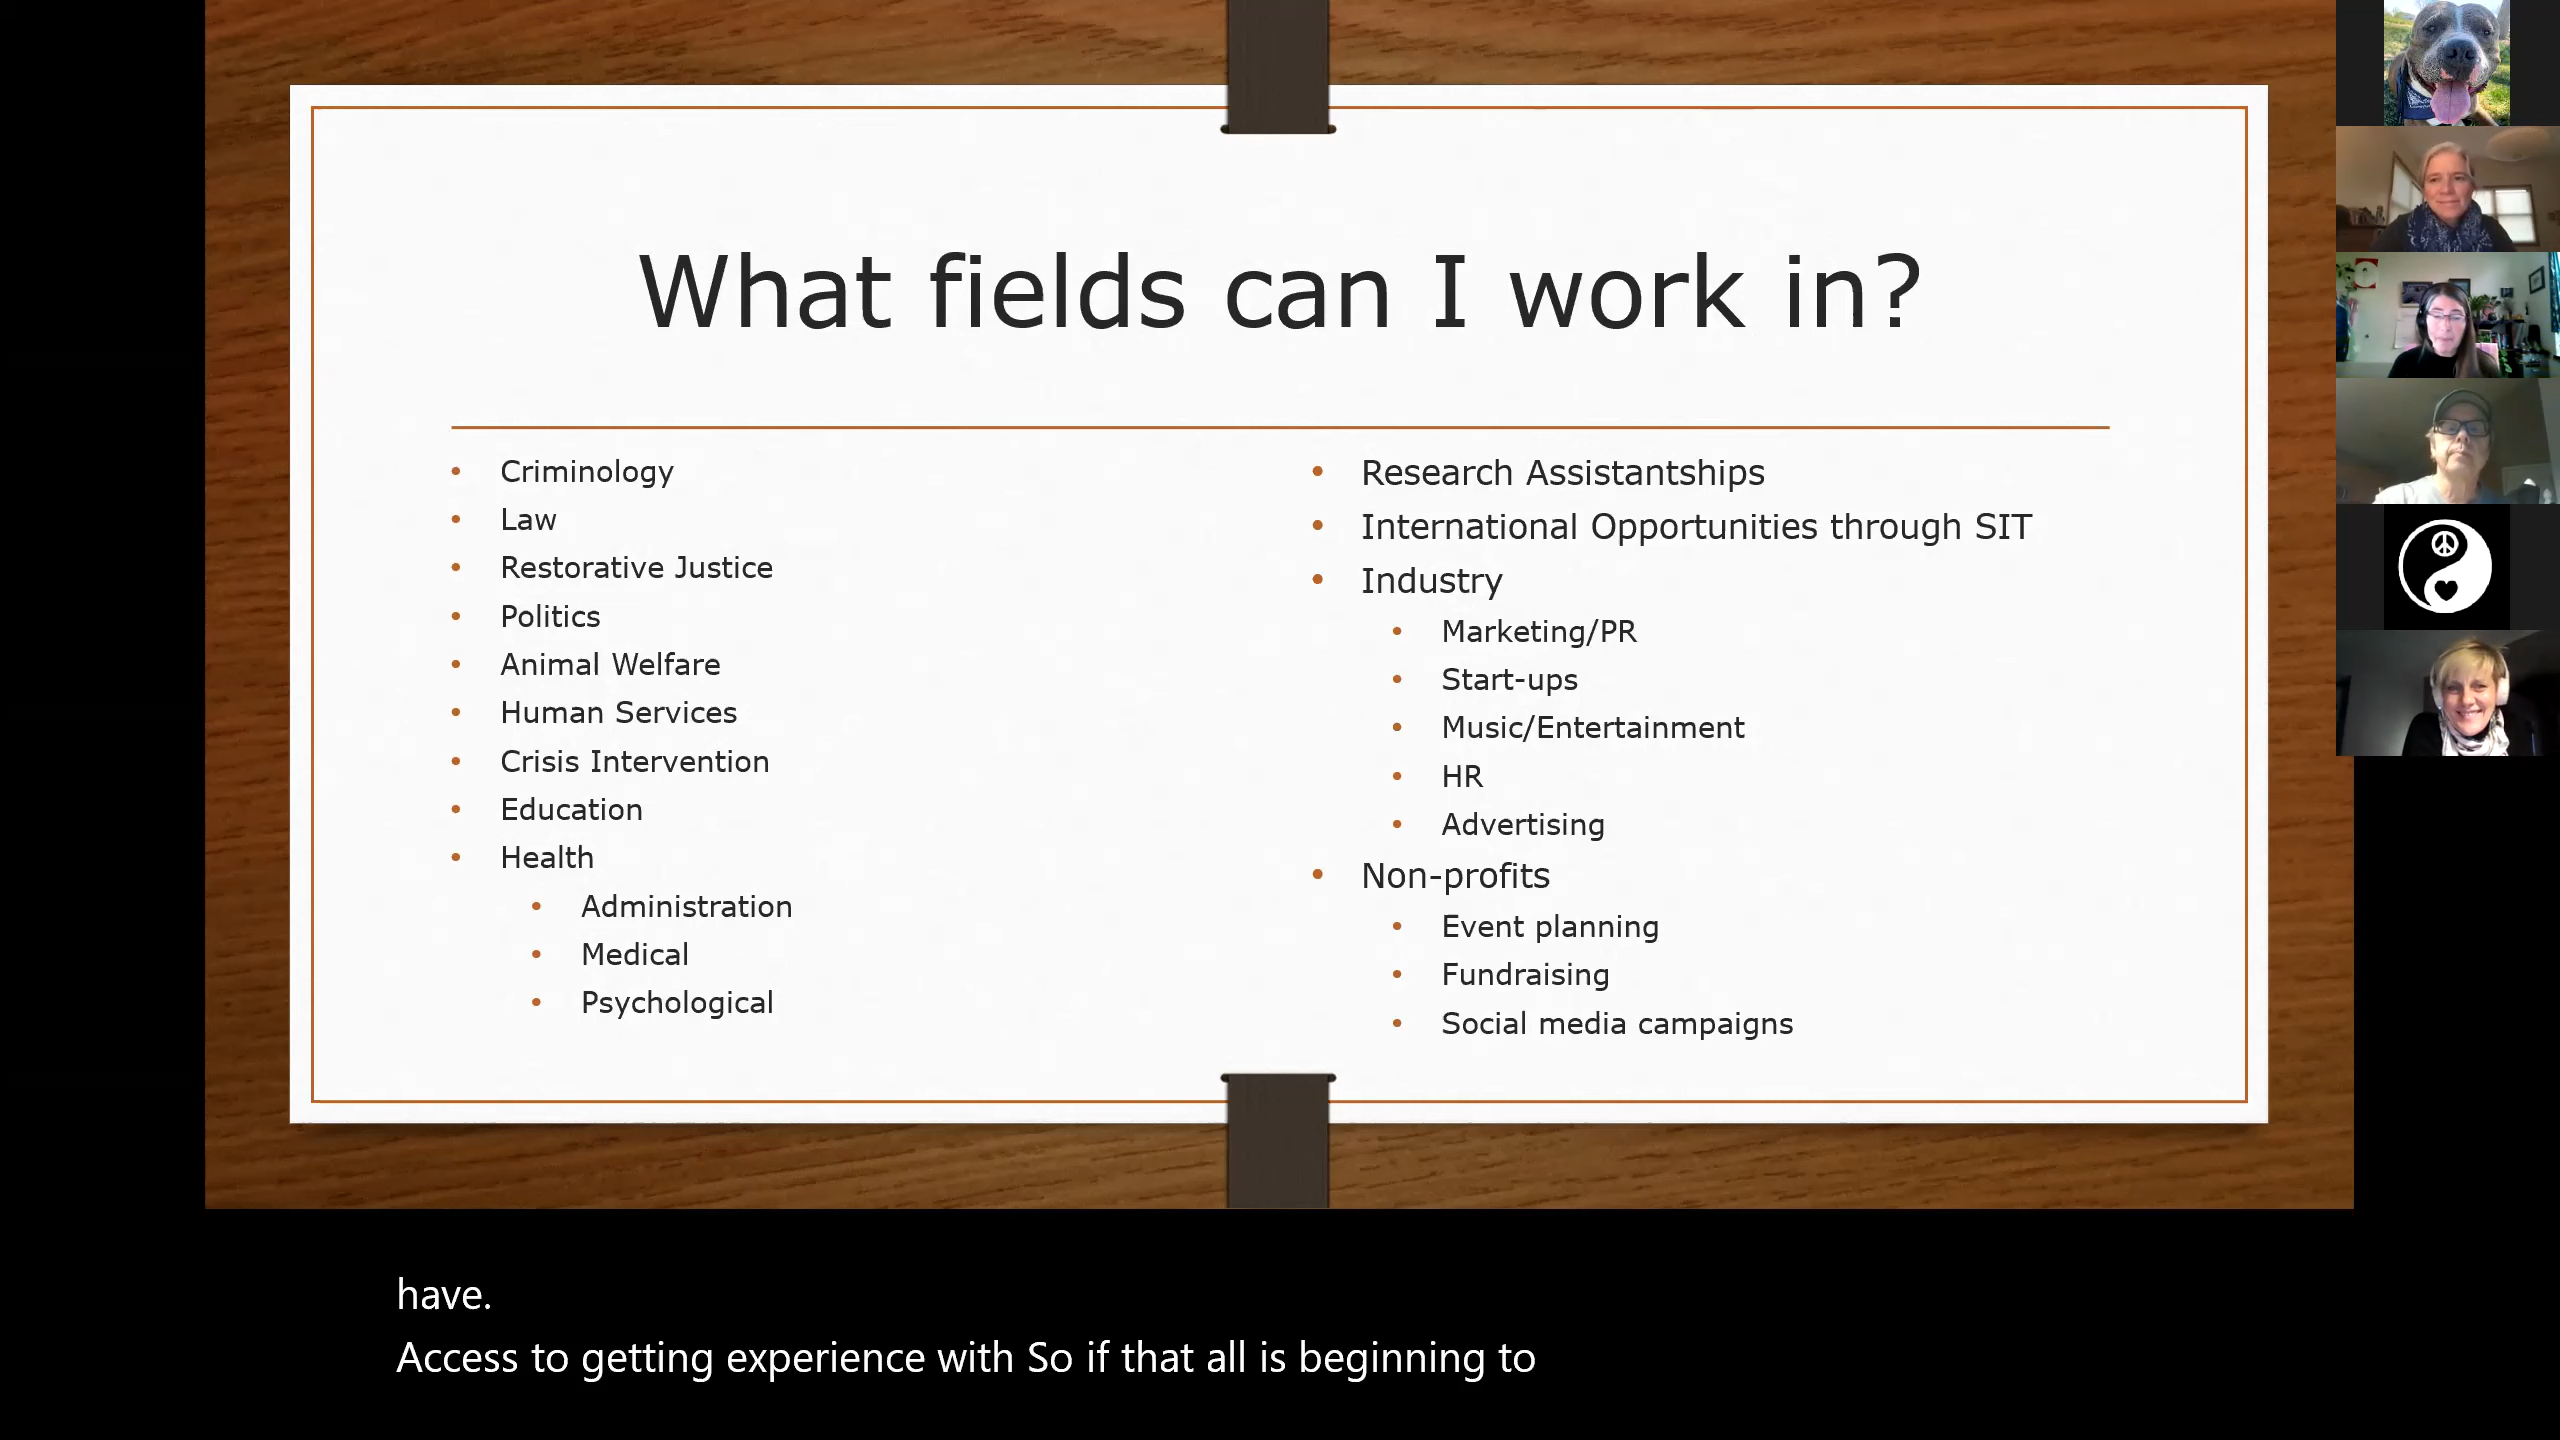 What fields can I work in?
Criminology
Law
Restorative Justice
Politics
Animal Welfare
Human Services
Crisis Intervention
Education
Health
Administration
Medical
Psychological
Research Assistantships
International Opportunities through SIT
Industry
Marketing/PR
Start-ups
Music/Entertainment
HR
Advertising
Non-profits
Event planning
Fundraising
Social media campaigns
have.
Access to getting experience with So if that all is beginning to